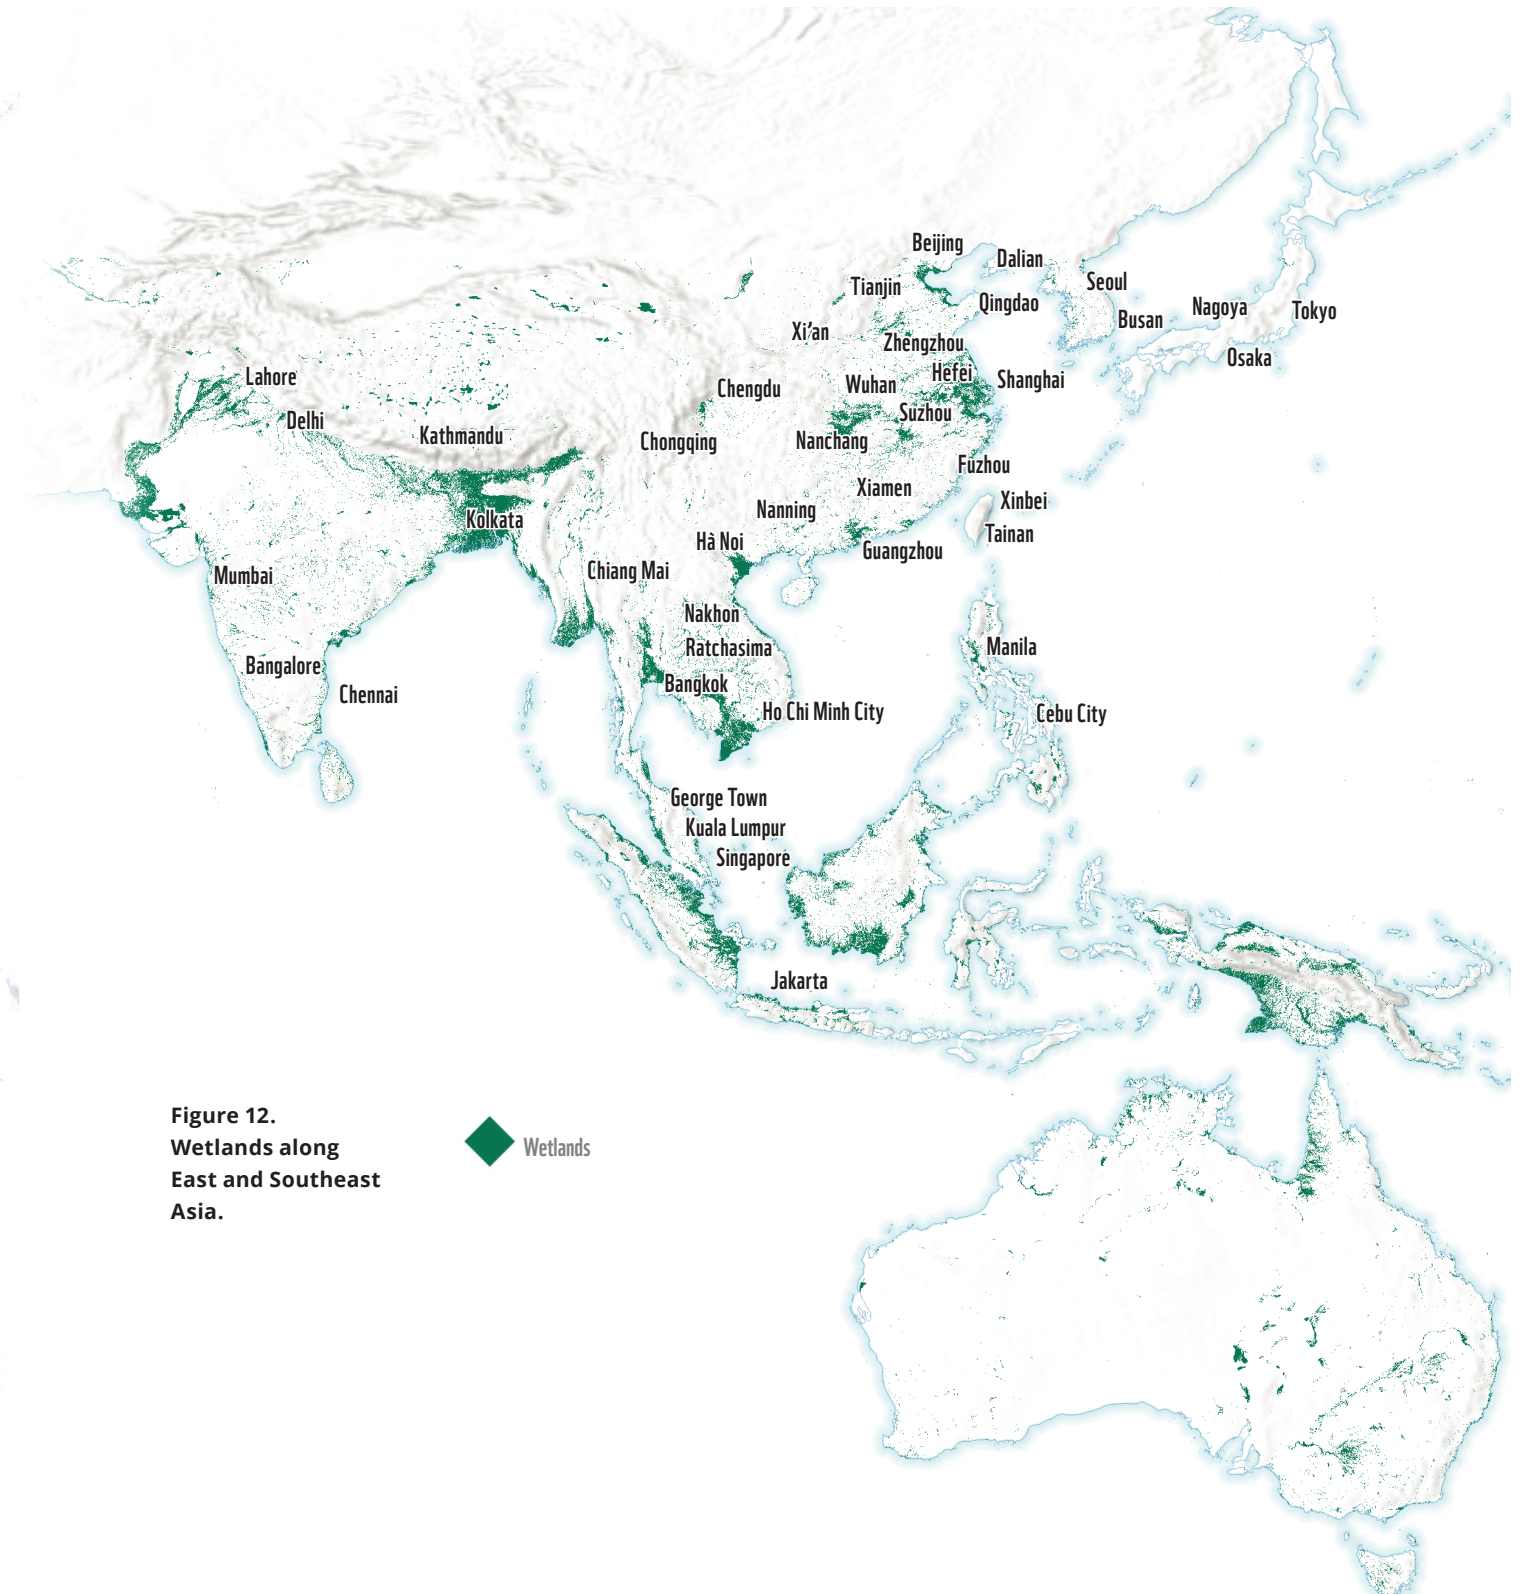 Beijing
Dalian
Tianjin
Seoul
Qingdao
Nagoya
Tokyo
Busan
Xi'an
Zhengzhou
Osaka
Lahore
Hefei
Shanghai
Chengdu
Wuhan
Suzhou
Delhi
Kathmandu
Chongqing
Nanchang
Fuzhou
Xiamen
Xinbei
Nanning
Kolkata
Tainan
Hà Noi
Guangzhou
Mumbai
Chiang Mai
Nakhon
Ratchasima
Manila
Bangalore
Bangkok
Chennai
Ho Chi Minh City
Cebu City
George Town
Kuala Lumpur
Singapore
Jakarta
Figure 12.
Wetlands along
East and Southeast
Asia.
Wetlands